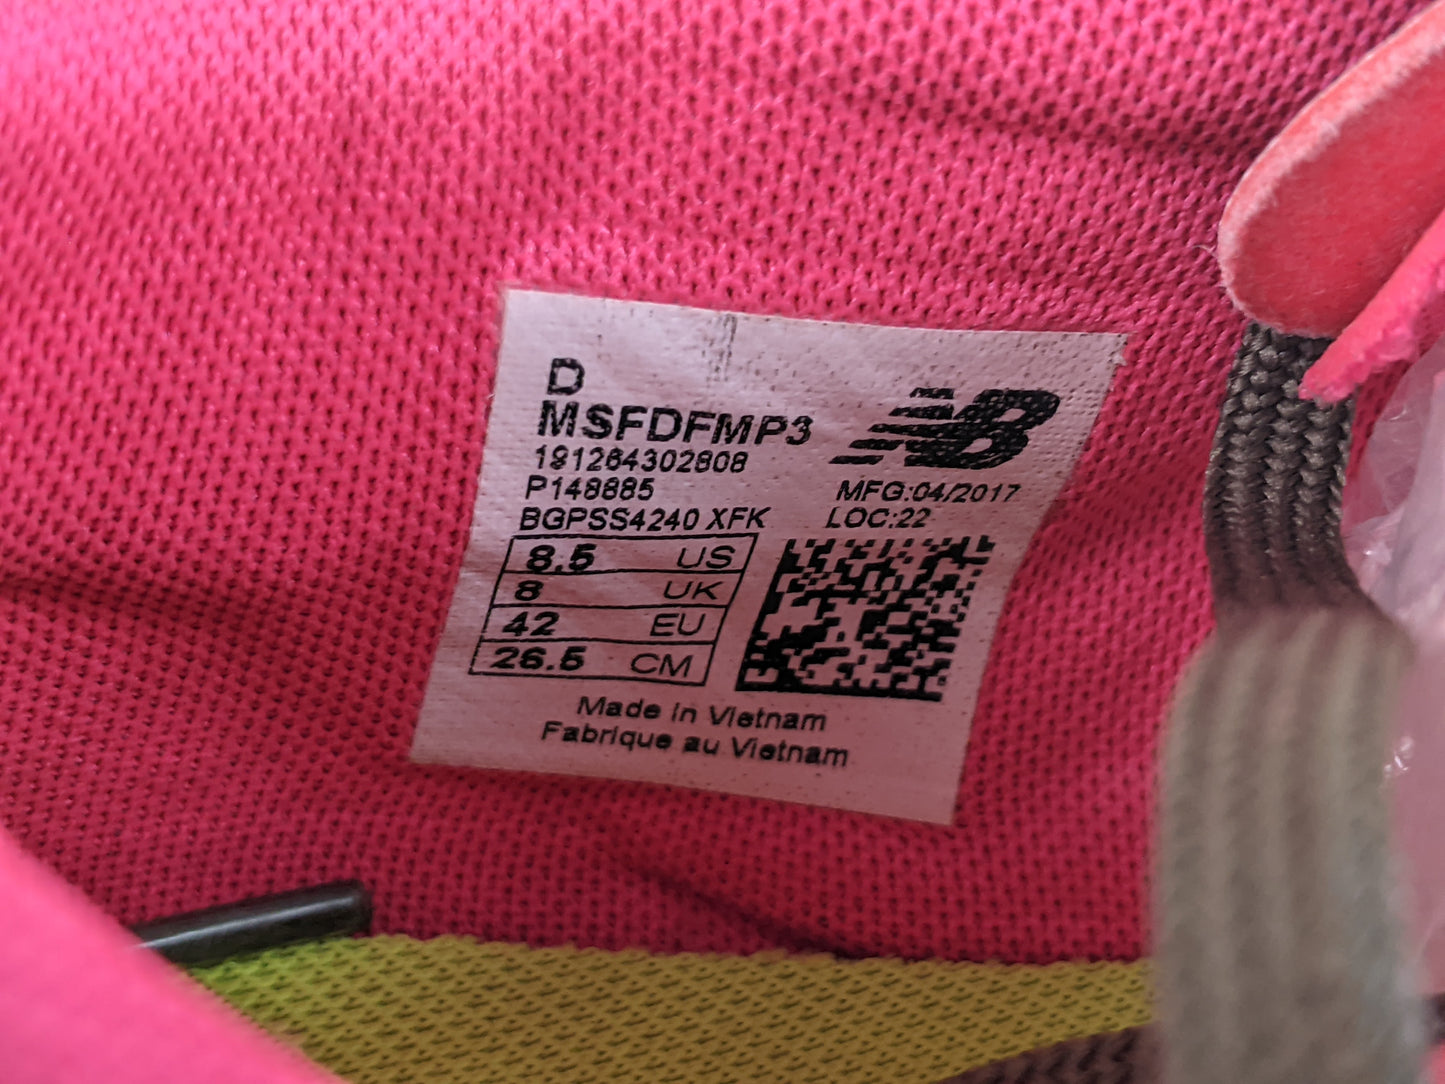 D
MSFDFMP3
NB
191264302808
P148885
MFG:04/2017
BGPSS4240 XFK
LOC:22
8.5 US
8 UK
42 EU
26.5 CM
Made in Vietnam
Fabrique au Vietnam